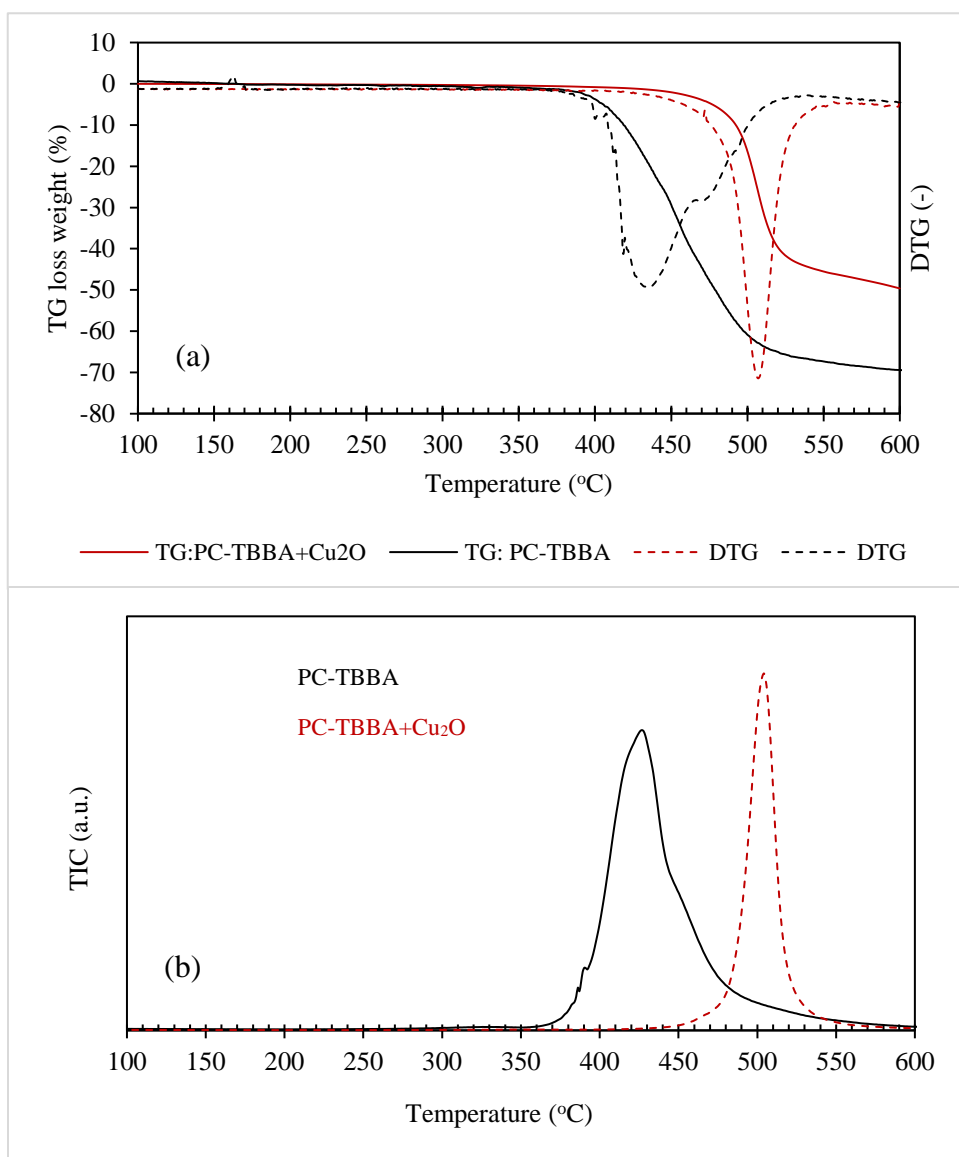 10
0
-10
-20
-30
-40
-50
-60
-70
-80
TG loss weight (%)
DTG (-)
(a)
100 150 200 250 300 350 400 450 500 550 600
Temperature (°C)
TG:PC-TBBA+Cu2O TG: PC-TBBA DTG DTG
PC-TBBA
PC-TBBA+Cu₂O
TIC (a.u.)
(b)
100 150 200 250 300 350 400 450 500 550 600
Temperature (°C)